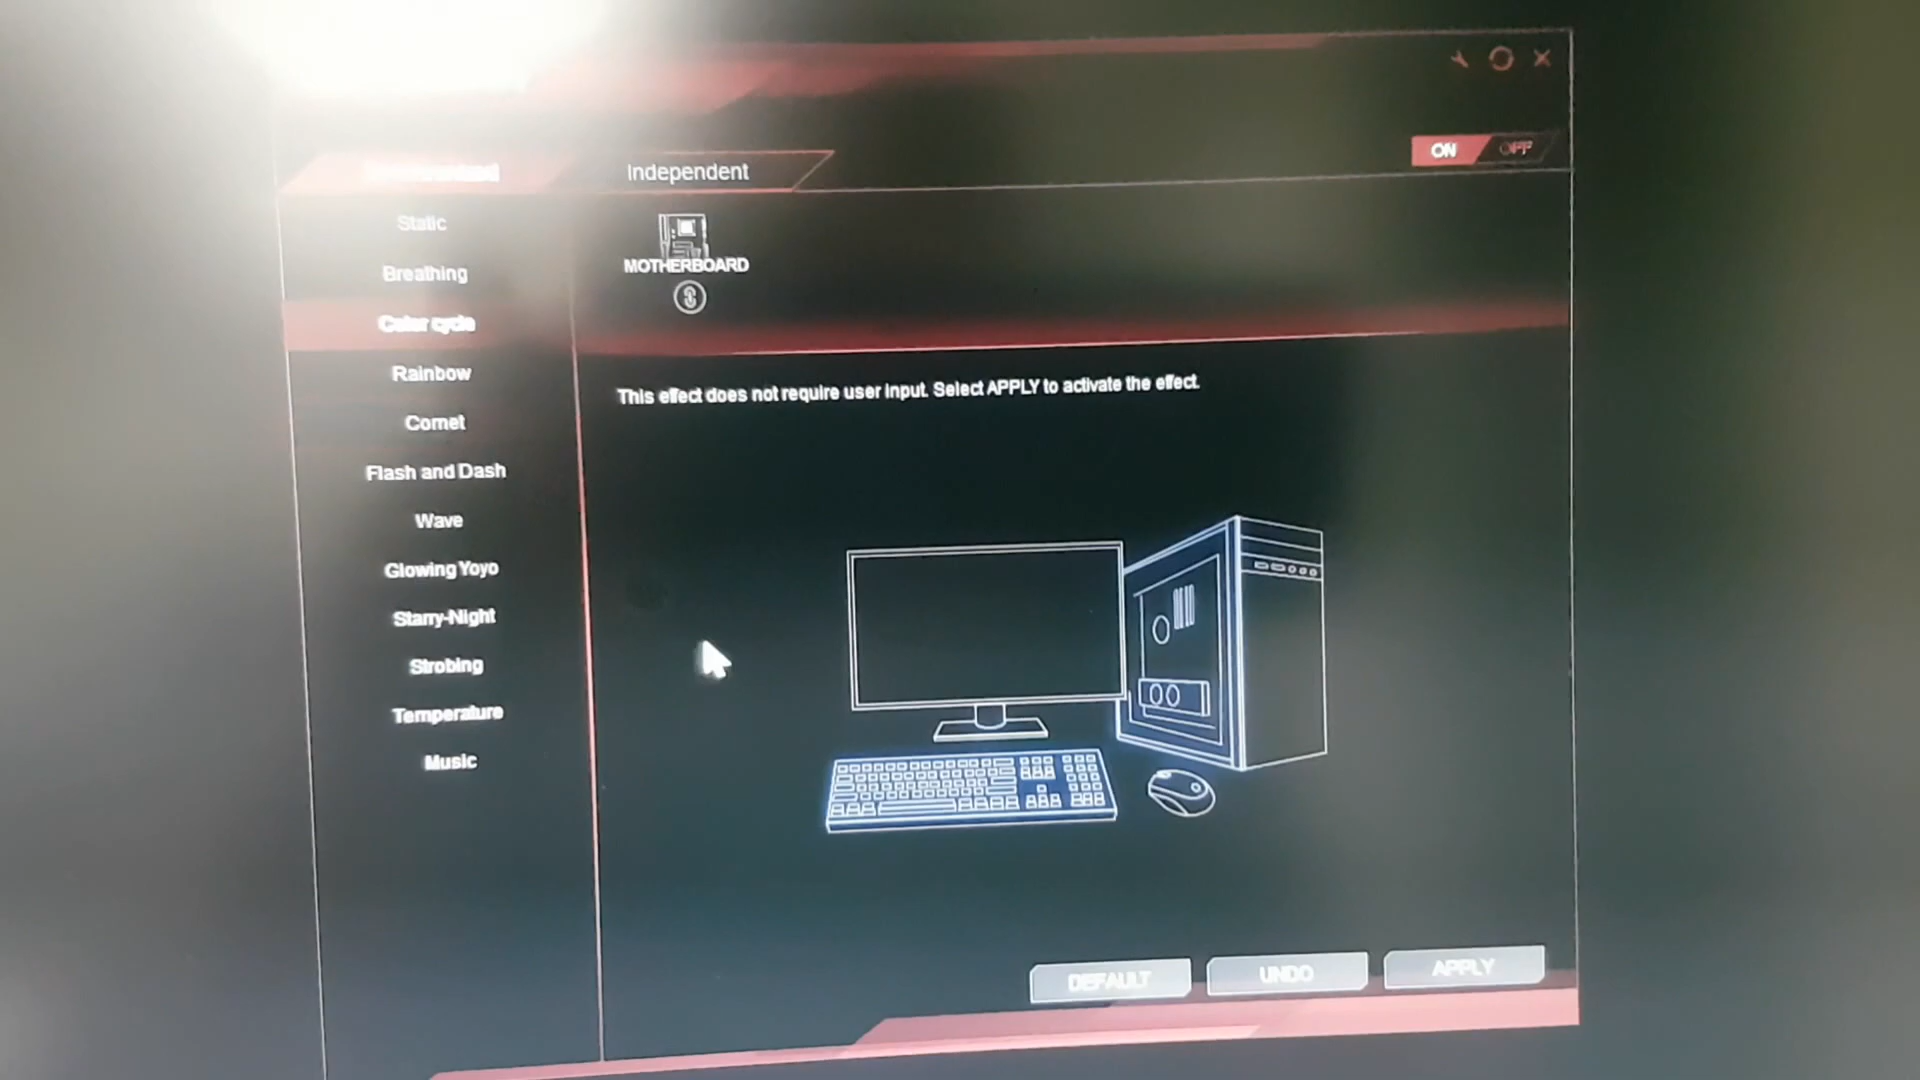 ON OFF
Independent
Static
MOTHERBOARD
Breathing
Color cycle
Rainbow
This effect does not require user input. Select APPLY to activate the effect.
Comet
Flash and Dash
Wave
Glowing Yoyo
Starry-Night
Strobing
Temperature
Music
DEFAULT UNDO APPLY